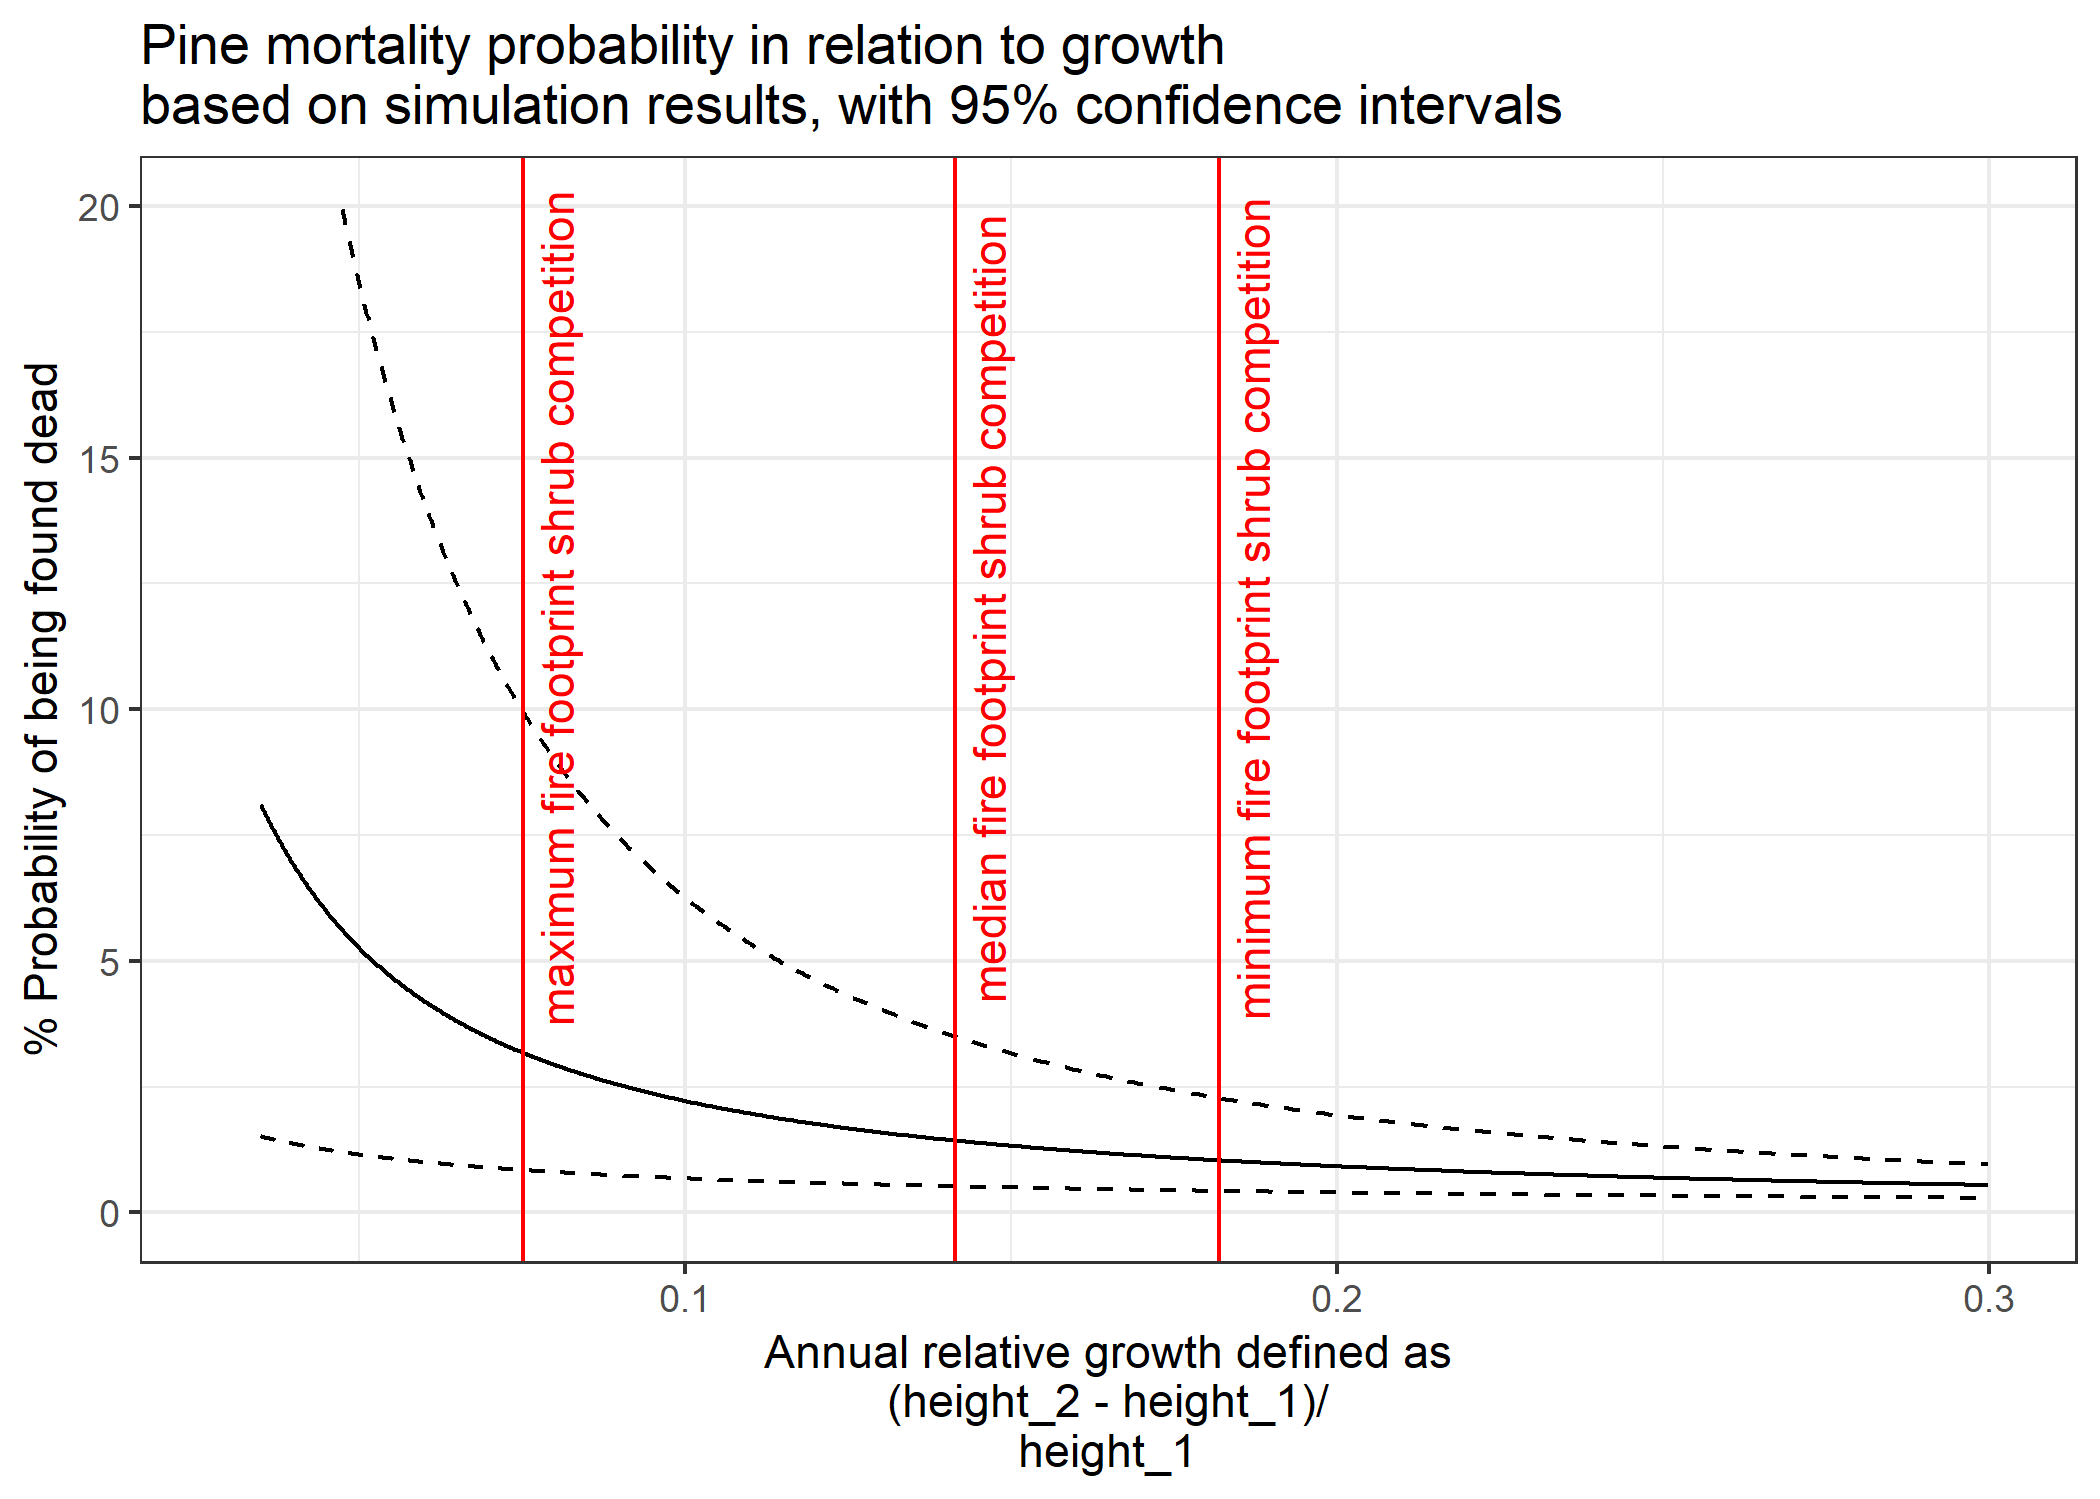 Pine mortality probability in relation to growth
based on simulation results, with 95% confidence intervals
% Probability of being found dead
20
15
10
5
0
maximum fire footprint shrub competition
median fire footprint shrub competition
minimum fire footprint shrub competition
0.1
0.2
0.3
Annual relative growth defined as
(height_2 - height_1)/
height_1